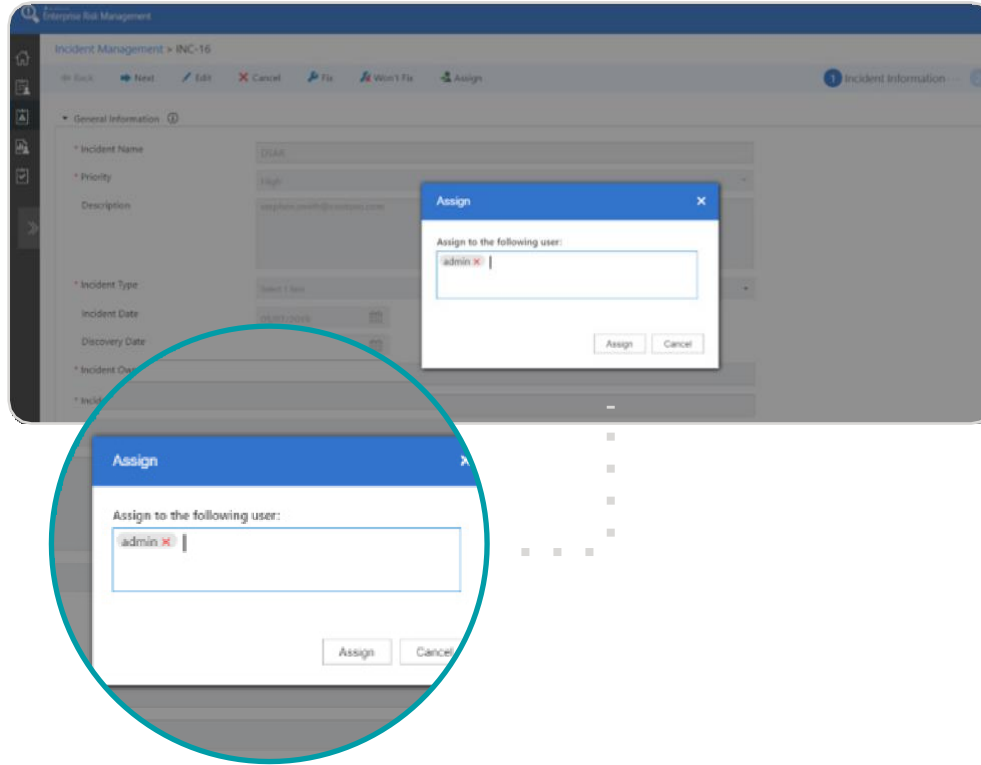 Enterprise Risk Management
Incident Management > INC-16
Back Next Edit Cancel Fix Won't Fix Assign
1 Incident Information
General Information
* Incident Name DSAR
* Priority High
Description
* Incident Type
Incident Date
Discovery Date
* Incident
Assign
Assign to the following user:
admin
Assign Cancel
Assign
Assign to the following user:
admin
Assign Cancel